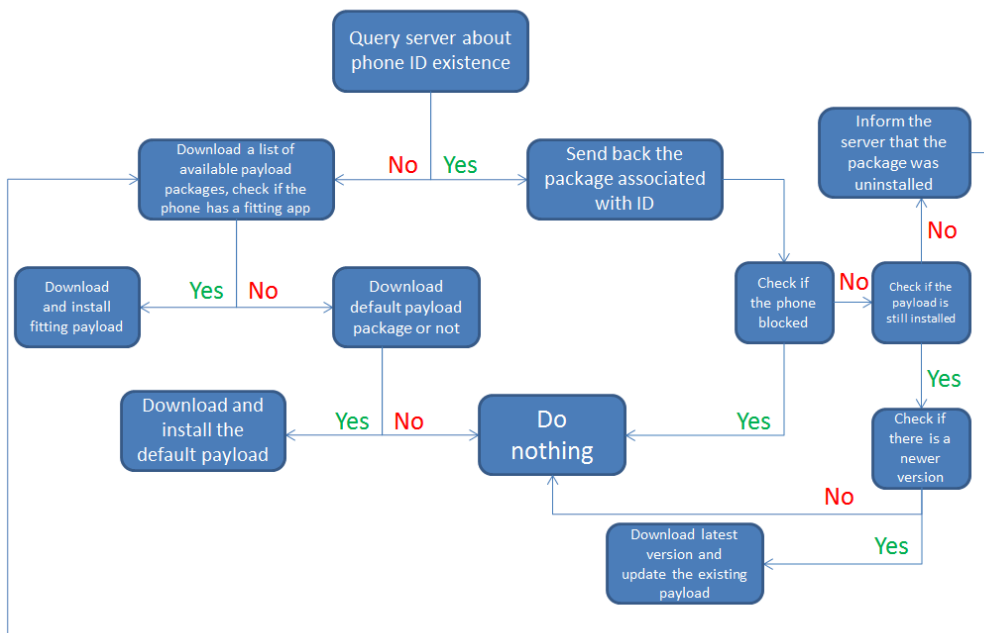 Query server about
phone ID existence
No
Yes
Download a list of
available payload
packages, check if the
phone has a fitting app
Send back the
package associated
with ID
Inform the
server that the
package was
uninstalled
No
Yes
No
Download
and install
fitting payload
Download
default payload
package or not
Check if
the phone
blocked
No
Check if the
payload is
still installed
Yes
Download and
install the
default payload
Yes
No
Do
nothing
Yes
Check if
there is a
newer
version
No
Download latest
version and
update the existing
payload
Yes